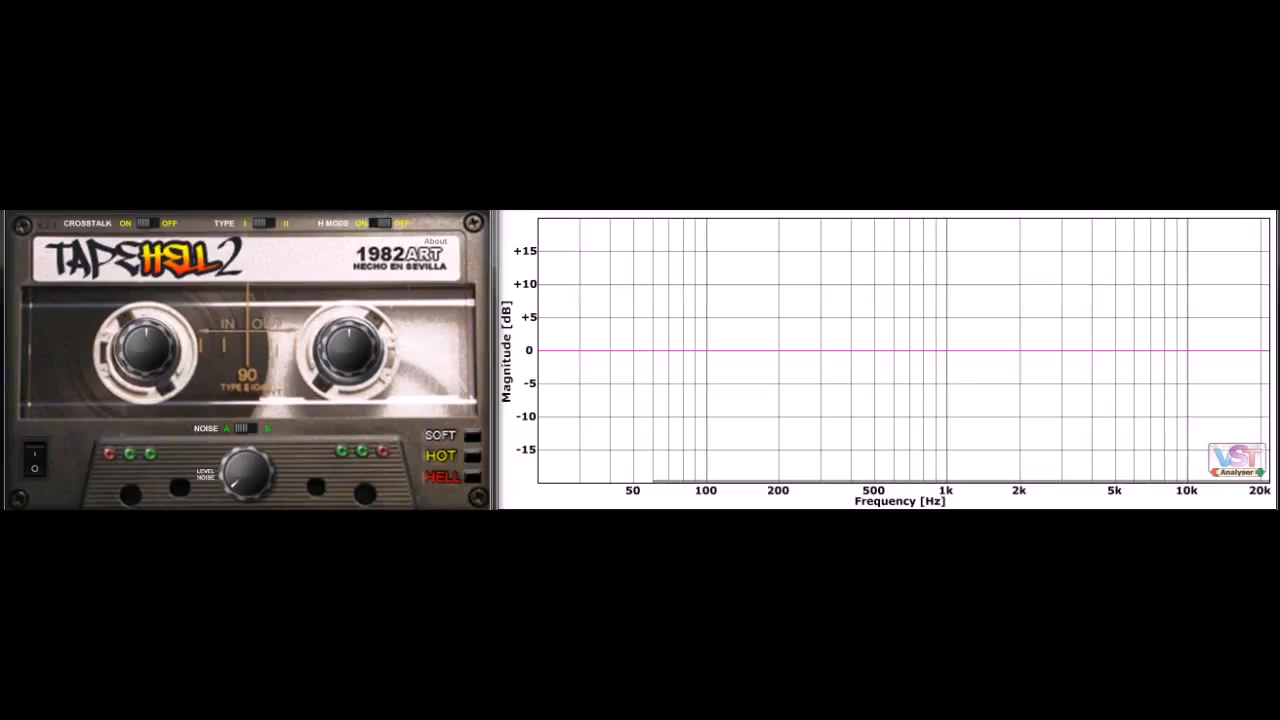 CROSSTALK ON OFF TYPE I II H MODE ON OFF
About
TAPEHELL2
1982ART
HECHO EN SEVILLA
IN OUT
90
NOISE A B
SOFT
HOT
HELL
LEVEL
NOISE
I
O
Magnitude [dB]
+15
+10
+5
0
-5
-10
-15
50 100 200 500 1k 2k 5k 10k 20k
Frequency [Hz]
VST
Analyser